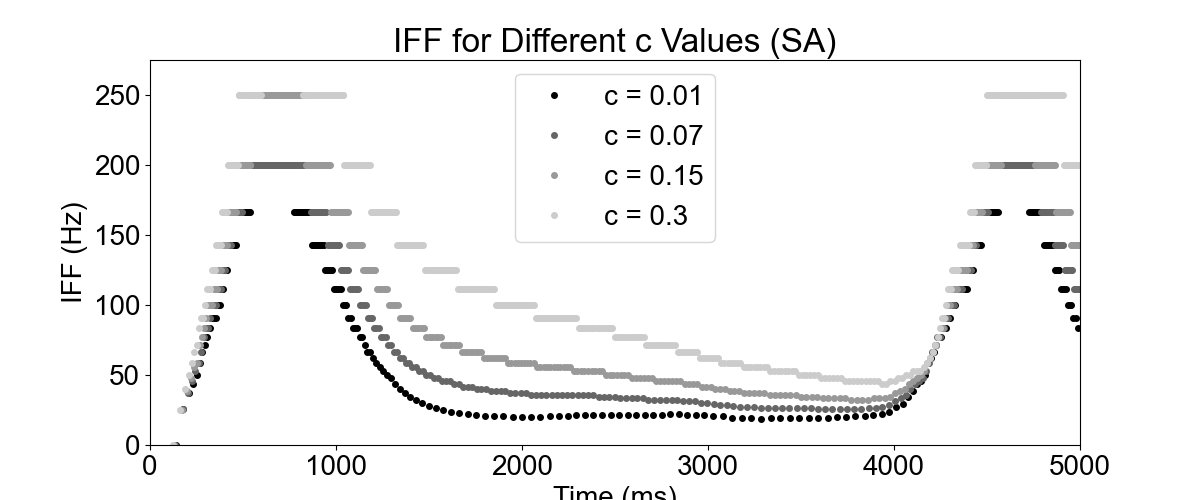 IFF for Different c Values (SA)
IFF (Hz)
250
200
150
100
50
0
c = 0.01
c = 0.07
c = 0.15
c = 0.3
0 1000 2000 3000 4000 5000
Time (ms)